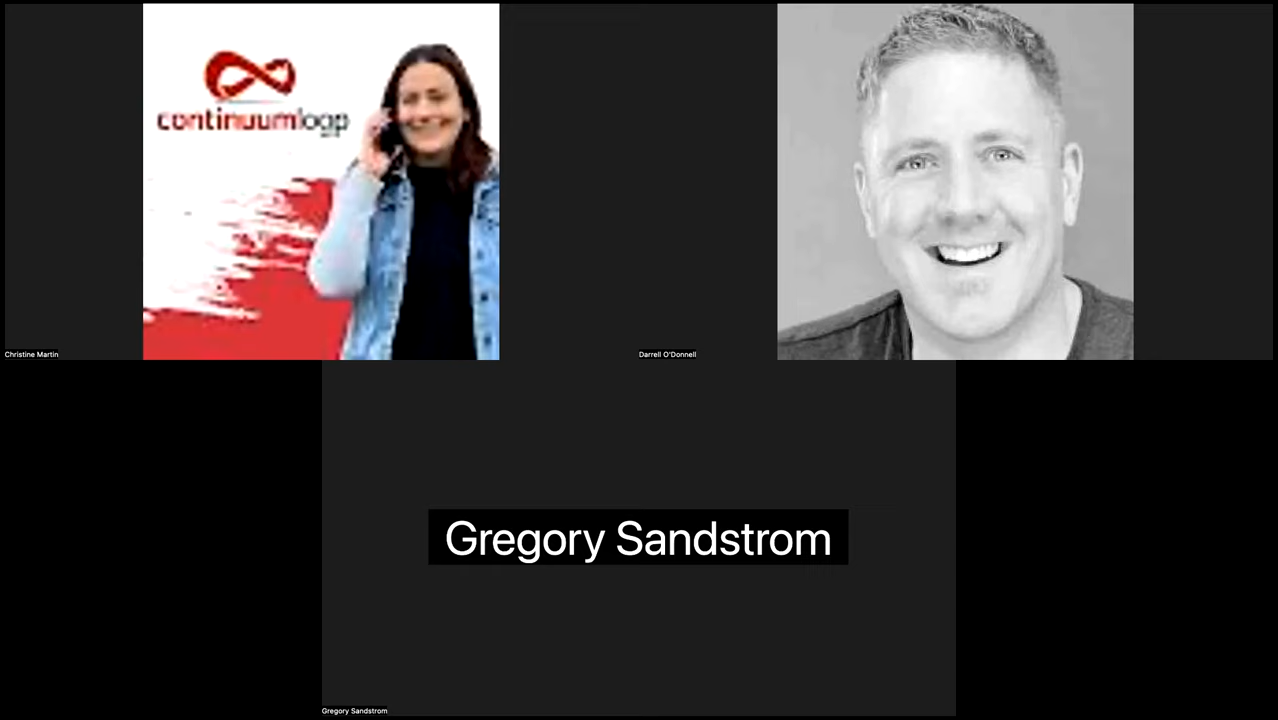 continuumloop
Christine Martin
Darrell O'Donnell
Gregory Sandstrom
Gregory Sandstrom